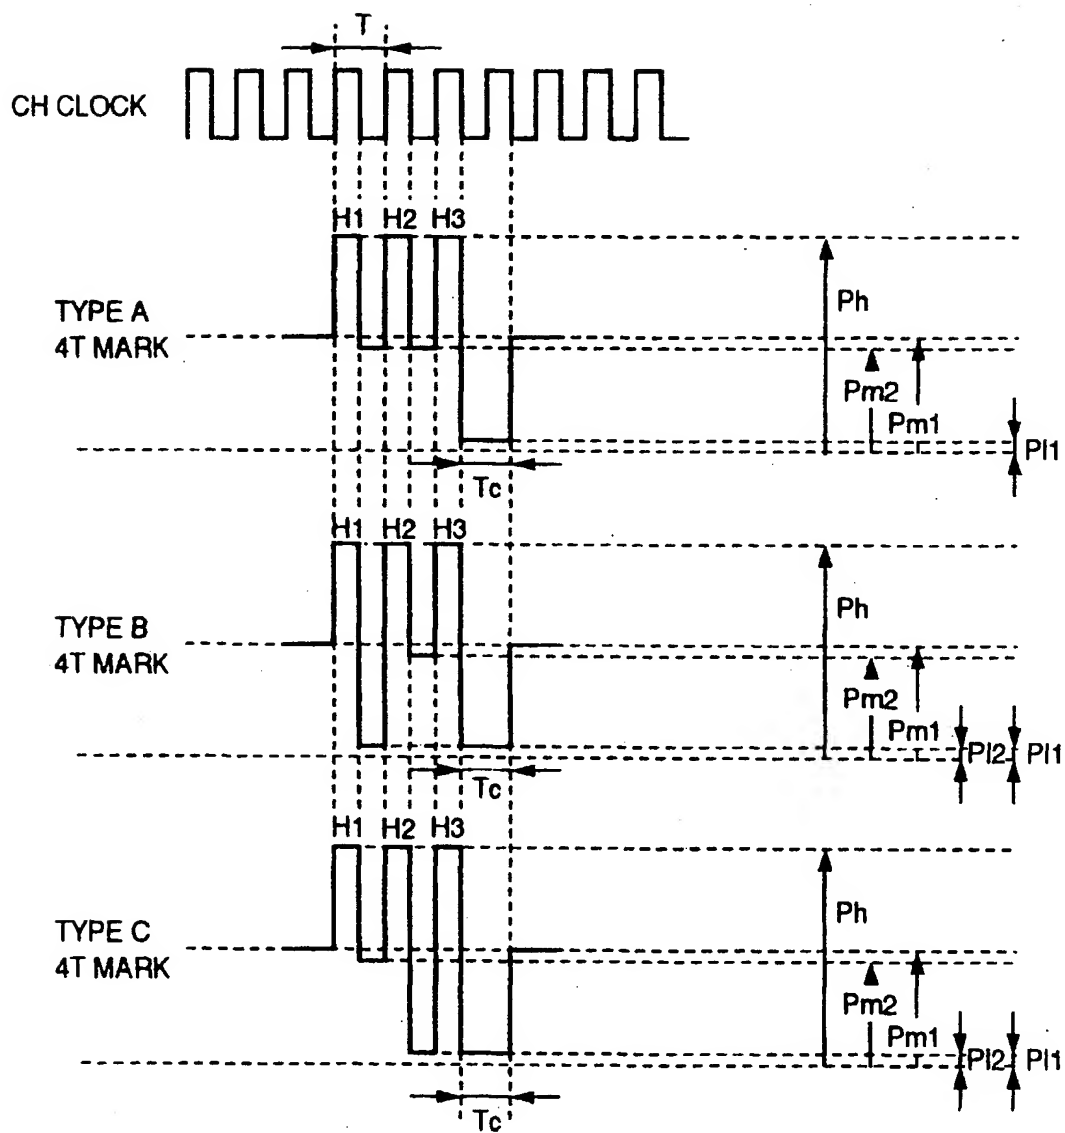 T
CH CLOCK
H1 H2 H3
TYPE A
4T MARK
Ph
Pm2
Pm1
Pl1
Tc
H1 H2 H3
TYPE B
4T MARK
Ph
Pm2
Pm1
Pl2
Pl1
Tc
H1 H2 H3
TYPE C
4T MARK
Ph
Pm2
Pm1
Pl2
Pl1
Tc